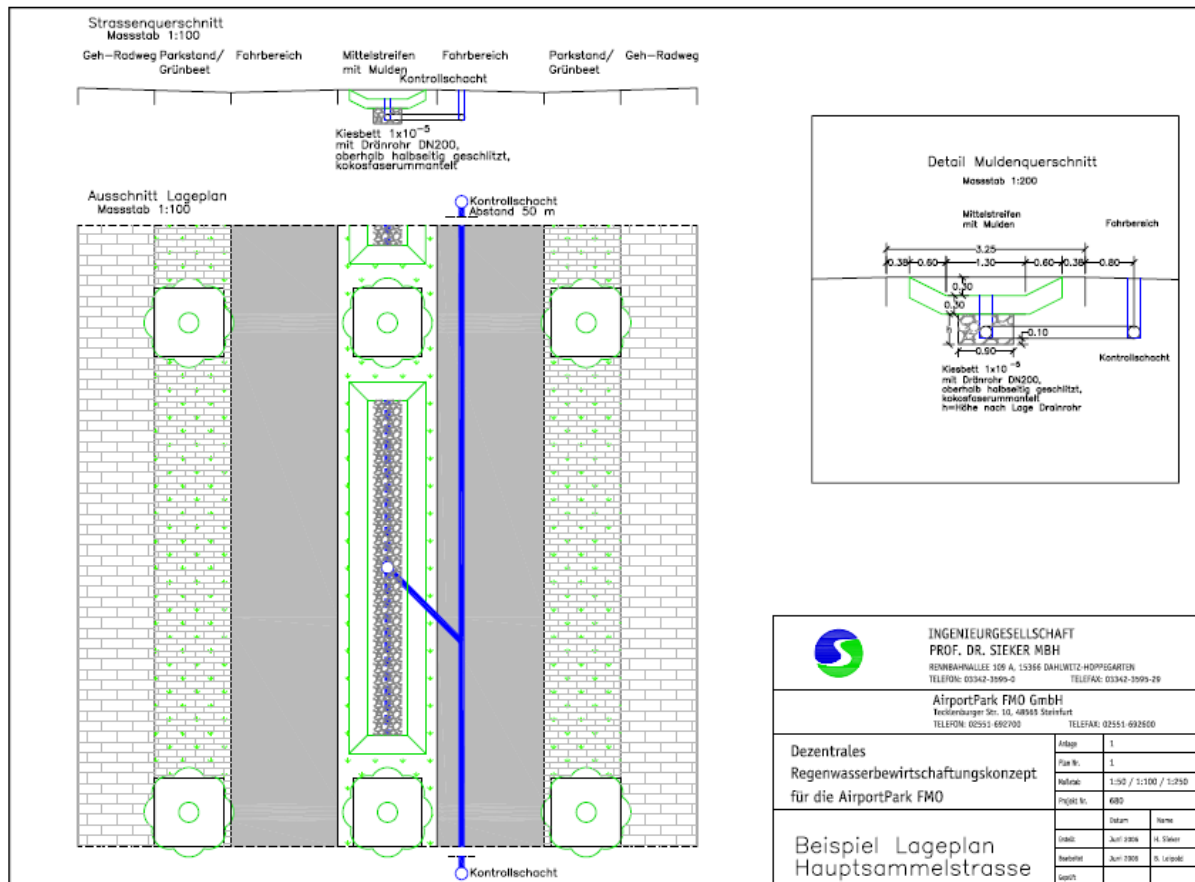 Strassenquerschnitt
Massstab 1:100
Geh-Radweg Parkstand/ Fahrbereich Mittelstreifen Fahrbereich Parkstand/ Geh-Radweg
Grünbeet mit Mulden Grünbeet
Kontrollschacht
Kiesbett 1x10⁻⁵
mit Dränrohr DN200,
oberhalb halbseitig geschlitzt,
kokosfaserummantelt
Ausschnitt Lageplan
Massstab 1:100
Kontrollschacht
Abstand 50 m
Kontrollschacht
Detail Muldenquerschnitt
Massstab 1:200
Mittelstreifen Fahrbereich
mit Mulden
3.25
0.38 0.60 1.30 0.60 0.38 0.80
0.30
0.30
h
0.10
0.90
Kontrollschacht
Kiesbett 1x10⁻⁵
mit Dränrohr DN200,
oberhalb halbseitig geschlitzt,
kokosfaserummantelt
h=Höhe nach Lage Drainrohr
INGENIEURGESELLSCHAFT
PROF. DR. SIEKER MBH
RENNBAHNALLEE 109 A, 15366 DAHLWITZ-HOPPEGARTEN
TELEFON: 03342-3595-0 TELEFAX: 03342-3595-29
AirportPark FMO GmbH
Tecklenburger Str. 10, 48565 Steinfurt
TELEFON: 02551-692700 TELEFAX: 02551-692600
Dezentrales
Regenwasserbewirtschaftungskonzept
für die AirportPark FMO
Anlage 1
Plan Nr. 1
Maßstab: 1:50 / 1:100 / 1:250
Projekt Nr. 680
Datum Name
Erstellt Juni 2006 H. Sieker
Bearbeitet Juni 2006 S. Leipold
Geprüft
Beispiel Lageplan
Hauptsammelstrasse